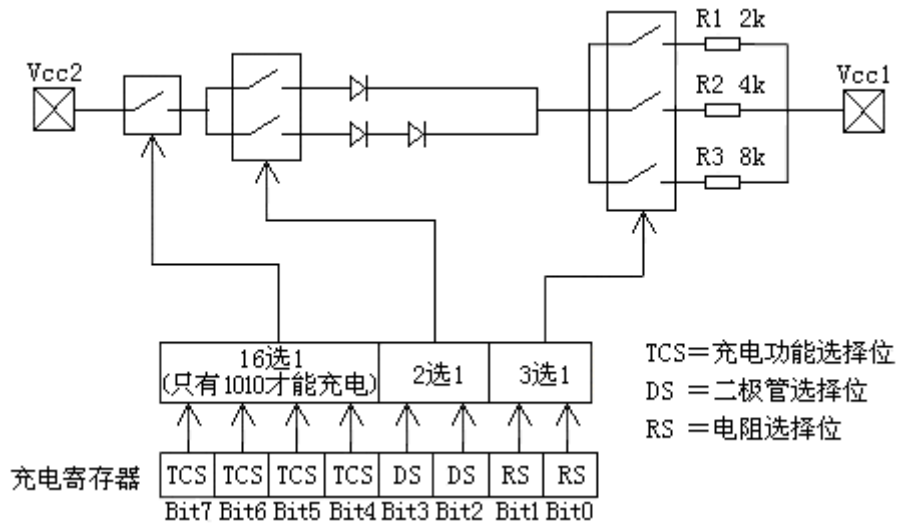 R1 2k
Vcc2
Vcc1
R2 4k
R3 8k
16选1
(只有1010才能充电)
2选1
3选1
TCS=充电功能选择位
DS =二极管选择位
RS =电阻选择位
充电寄存器
TCS TCS TCS TCS DS DS RS RS
Bit7 Bit6 Bit5 Bit4 Bit3 Bit2 Bit1 Bit0